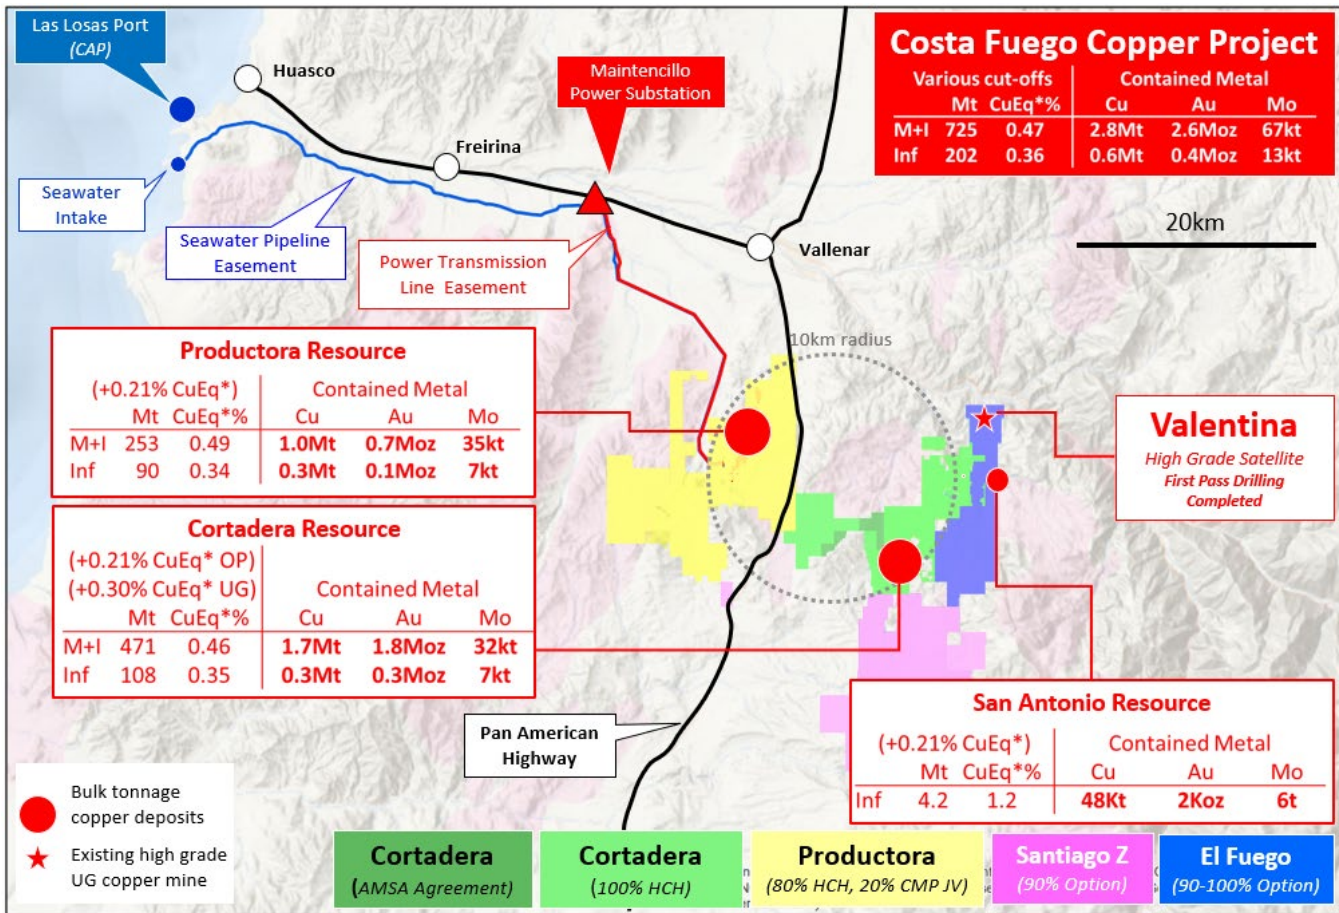 Las Losas Port
(CAP)
Huasco
Maintencillo
Power Substation
Costa Fuego Copper Project
Various cut-offs Contained Metal
Mt CuEq*% Cu Au Mo
M+I 725 0.47 2.8Mt 2.6Moz 67kt
Inf 202 0.36 0.6Mt 0.4Moz 13kt
Freirina
Seawater
Intake
Seawater Pipeline
Easement
Power Transmission
Line Easement
Vallenar
20km
10km radius
Productora Resource
(+0.21% CuEq*) Contained Metal
Mt CuEq*% Cu Au Mo
M+I 253 0.49 1.0Mt 0.7Moz 35kt
Inf 90 0.34 0.3Mt 0.1Moz 7kt
Valentina
High Grade Satellite
First Pass Drilling
Completed
Cortadera Resource
(+0.21% CuEq* OP)
(+0.30% CuEq* UG) Contained Metal
Mt CuEq*% Cu Au Mo
M+I 471 0.46 1.7Mt 1.8Moz 32kt
Inf 108 0.35 0.3Mt 0.3Moz 7kt
San Antonio Resource
(+0.21% CuEq*) Contained Metal
Mt CuEq*% Cu Au Mo
Inf 4.2 1.2 48Kt 2Koz 6t
Pan American
Highway
Bulk tonnage
copper deposits
Existing high grade
UG copper mine
Cortadera
(AMSA Agreement)
Cortadera
(100% HCH)
Productora
(80% HCH, 20% CMP JV)
Santiago Z
(90% Option)
El Fuego
(90-100% Option)